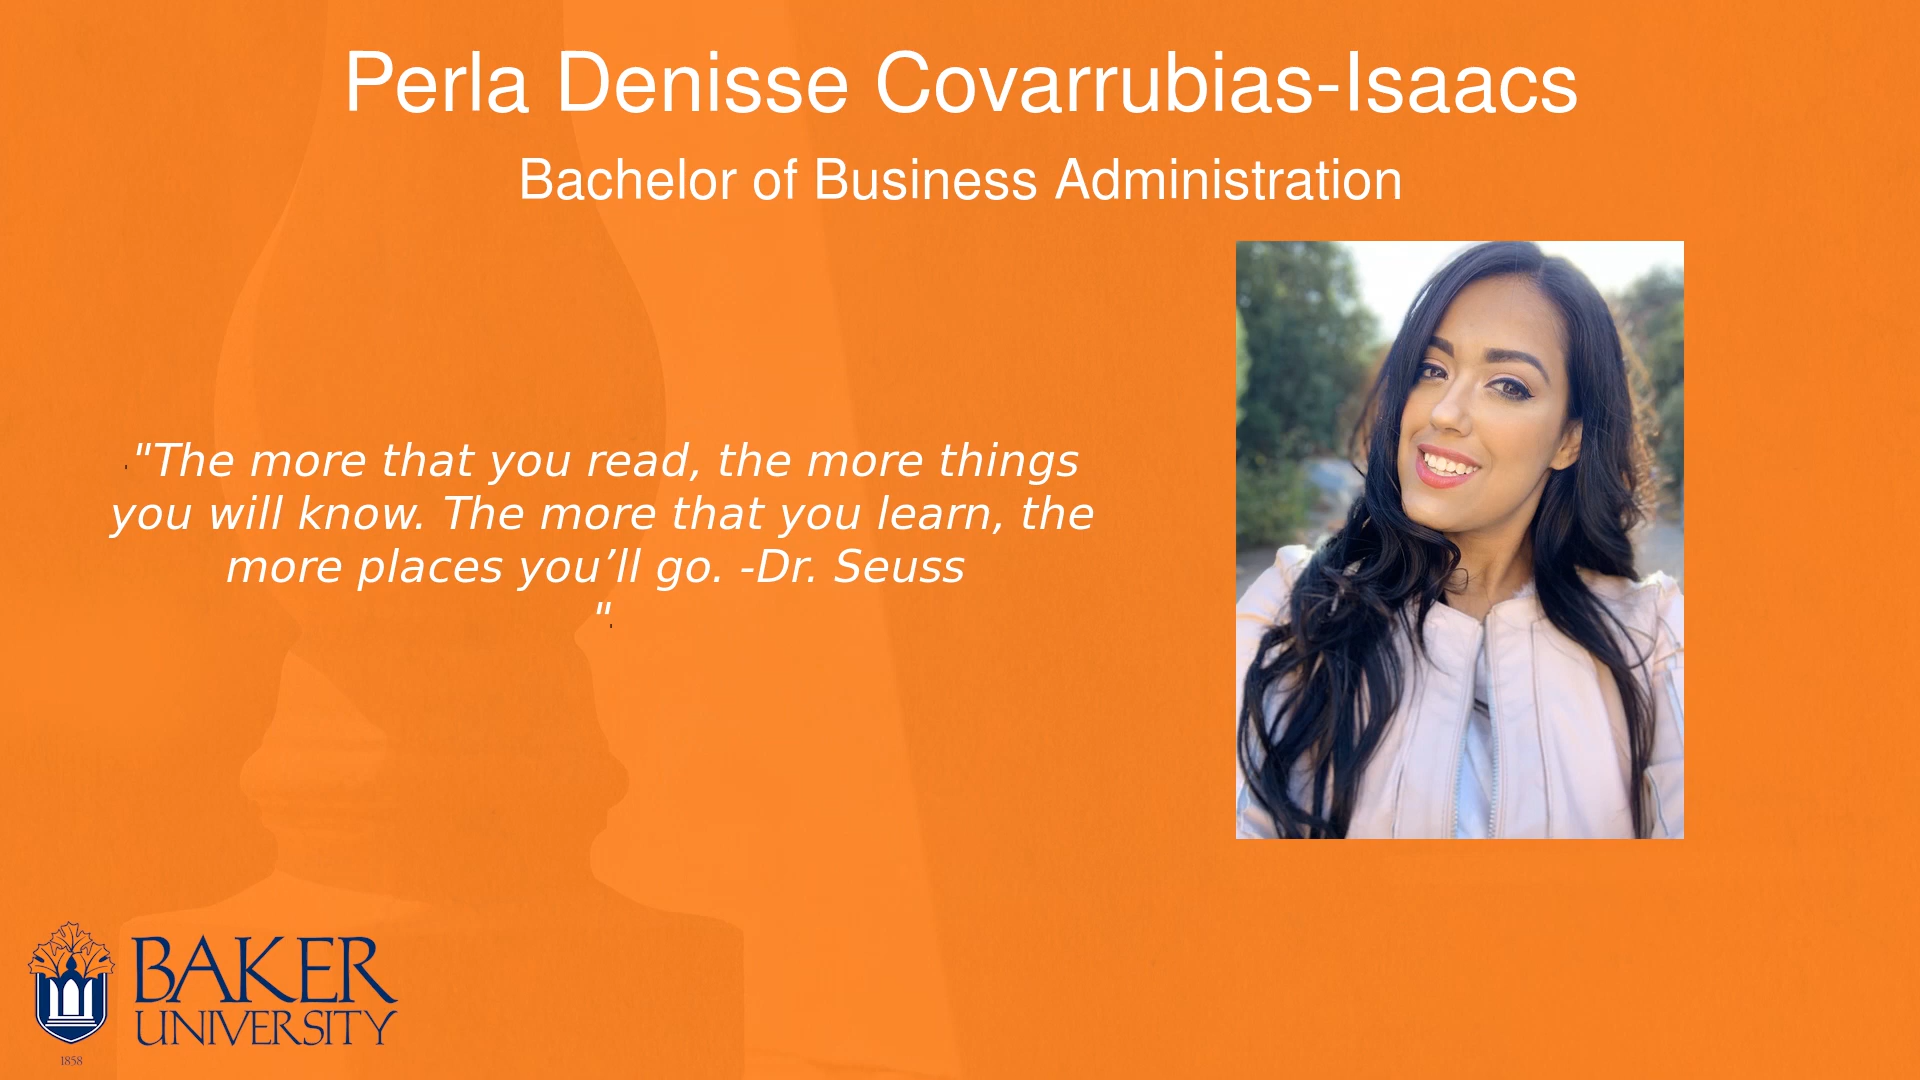 Perla Denisse Covarrubias-Isaacs
Bachelor of Business Administration
"The more that you read, the more things
you will know. The more that you learn, the
more places you’ll go. -Dr. Seuss
"
BAKER
UNIVERSITY
1858